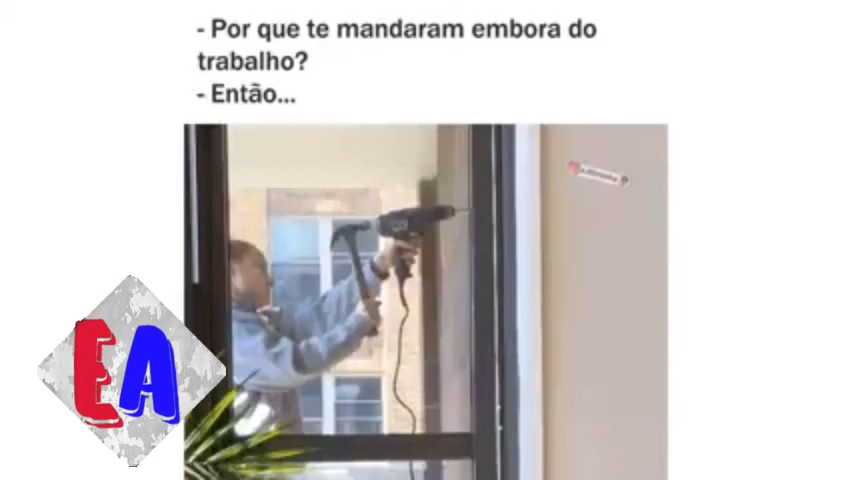 - Por que te mandaram embora do
trabalho?
- Então...
EA